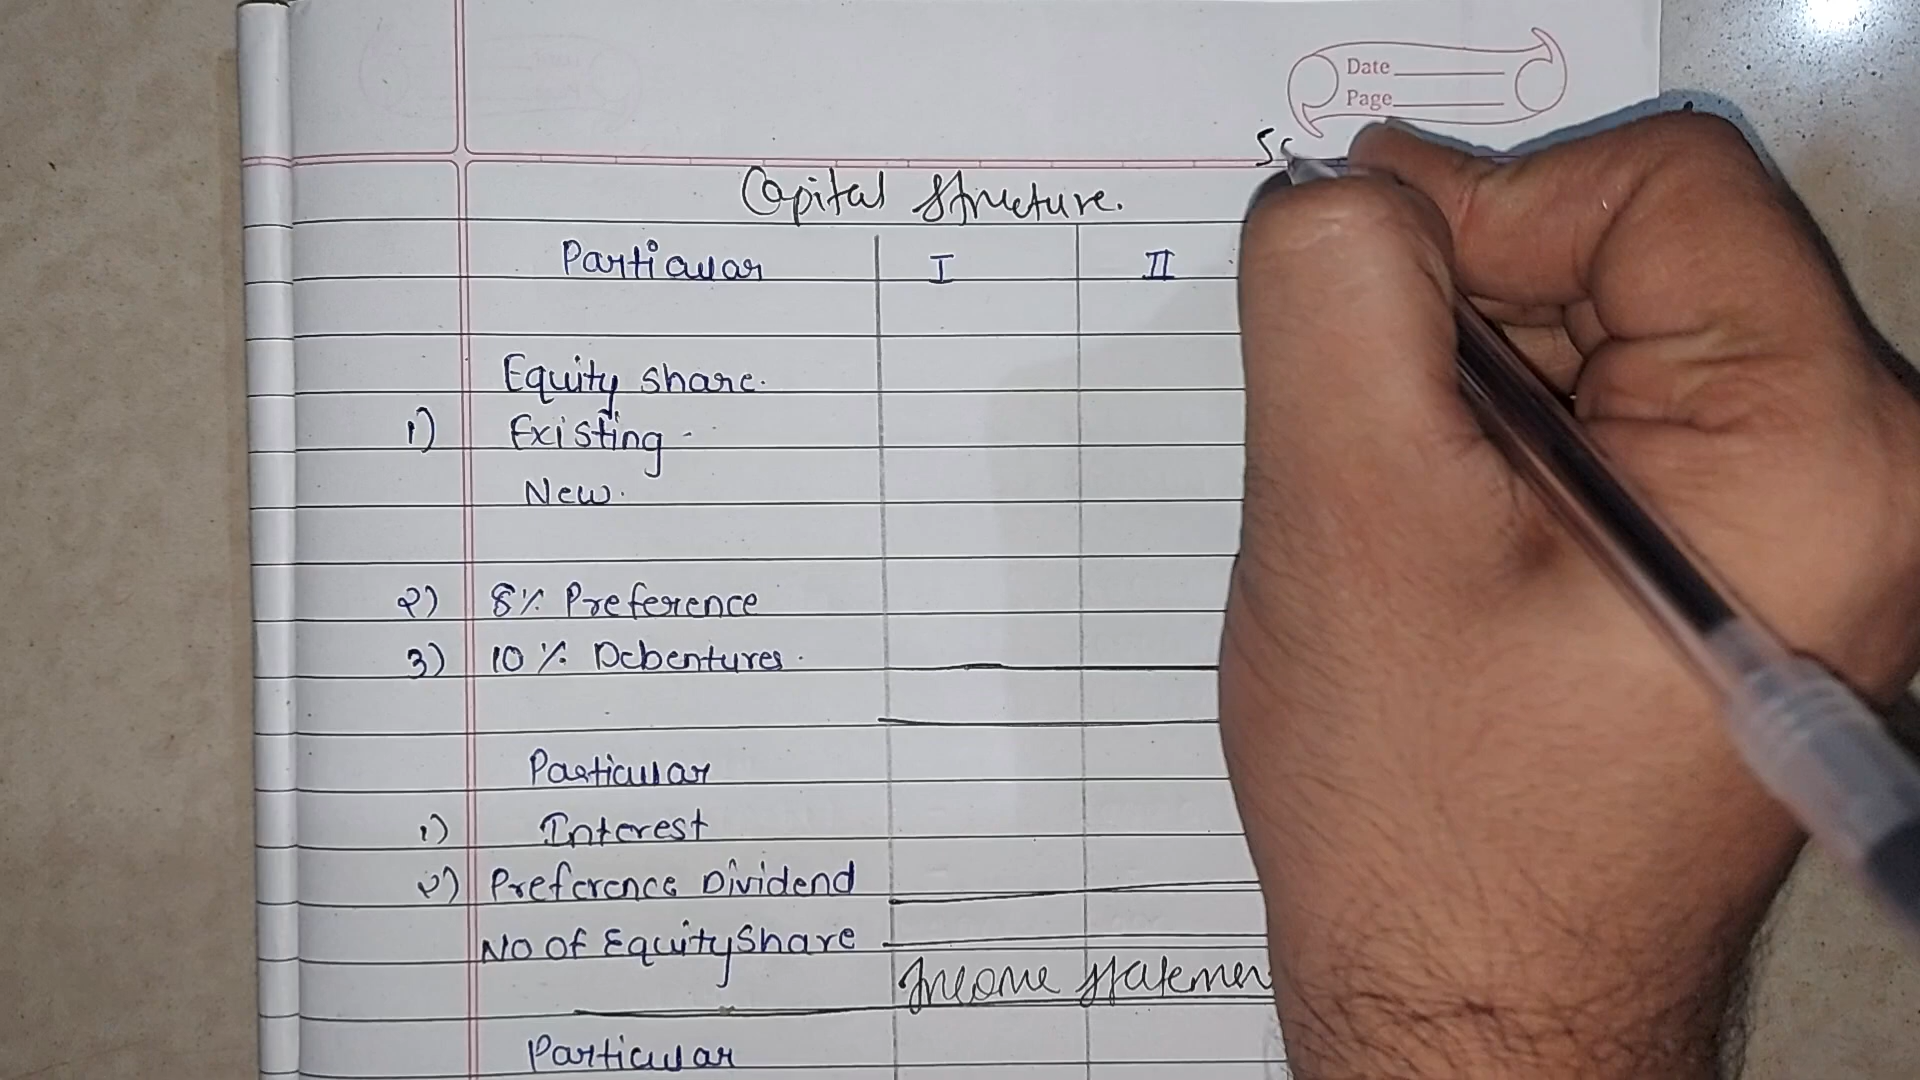 Date
Page
Capital Structure.
Particular I II
Equity share.
1) Existing -
New.
2) 8% Preference
3) 10% Debentures.
Particular
1) Interest
2) Preference Dividend
No of Equity Share
Income
Particular